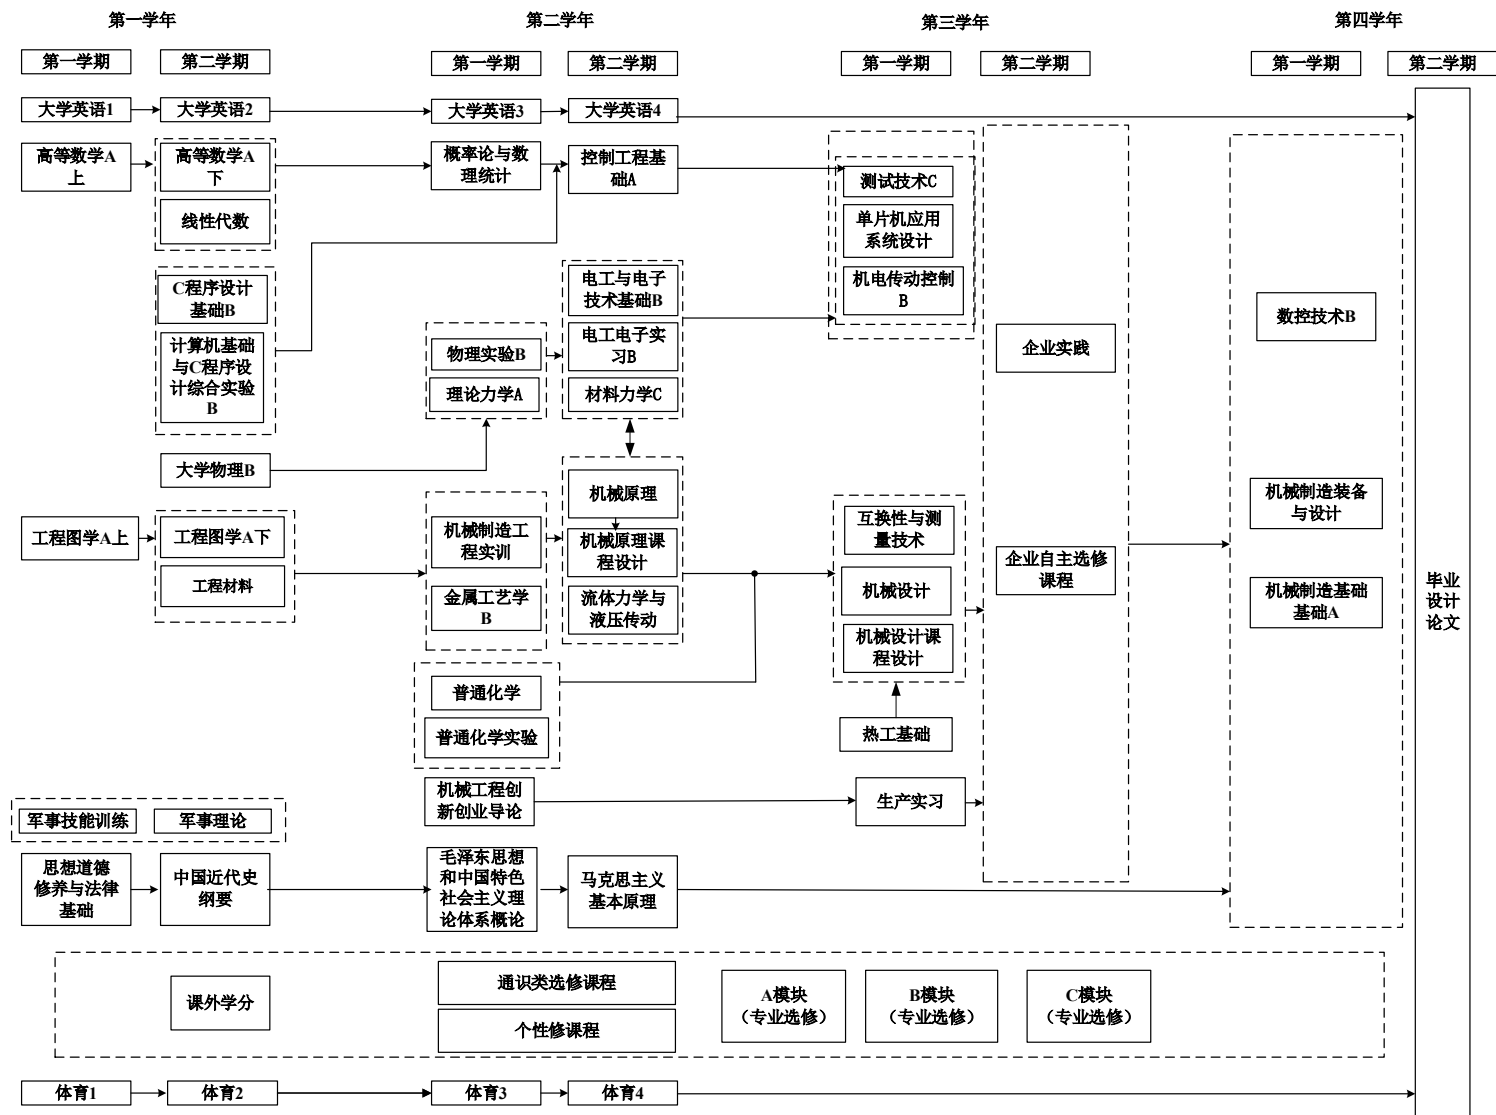 第一学年
第二学年
第三学年
第四学年
第一学期
第二学期
第一学期
第二学期
第一学期
第二学期
第一学期
第二学期
大学英语1
大学英语2
大学英语3
大学英语4
高等数学A
上
高等数学A
下
线性代数
概率论与数
理统计
控制工程基
础A
测试技术C
单片机应用
系统设计
机电传动控制
B
C程序设计
基础B
计算机基础
与C程序设
计综合实验
B
电工与电子
技术基础B
电工电子实
习B
材料力学C
物理实验B
理论力学A
大学物理B
企业实践
数控技术B
工程图学A上
工程图学A下
工程材料
机械制造工
程实训
金属工艺学
B
机械原理
机械原理课
程设计
流体力学与
液压传动
互换性与测
量技术
机械设计
机械设计课
程设计
企业自主选修
课程
机械制造装备
与设计
机械制造基础
基础A
毕业
设计
论文
普通化学
普通化学实验
热工基础
机械工程创
新创业导论
生产实习
军事技能训练
军事理论
思想道德
修养与法律
基础
中国近代史
纲要
毛泽东思想
和中国特色
社会主义理
论体系概论
马克思主义
基本原理
课外学分
通识类选修课程
个性修课程
A模块
（专业选修）
B模块
（专业选修）
C模块
（专业选修）
体育1
体育2
体育3
体育4